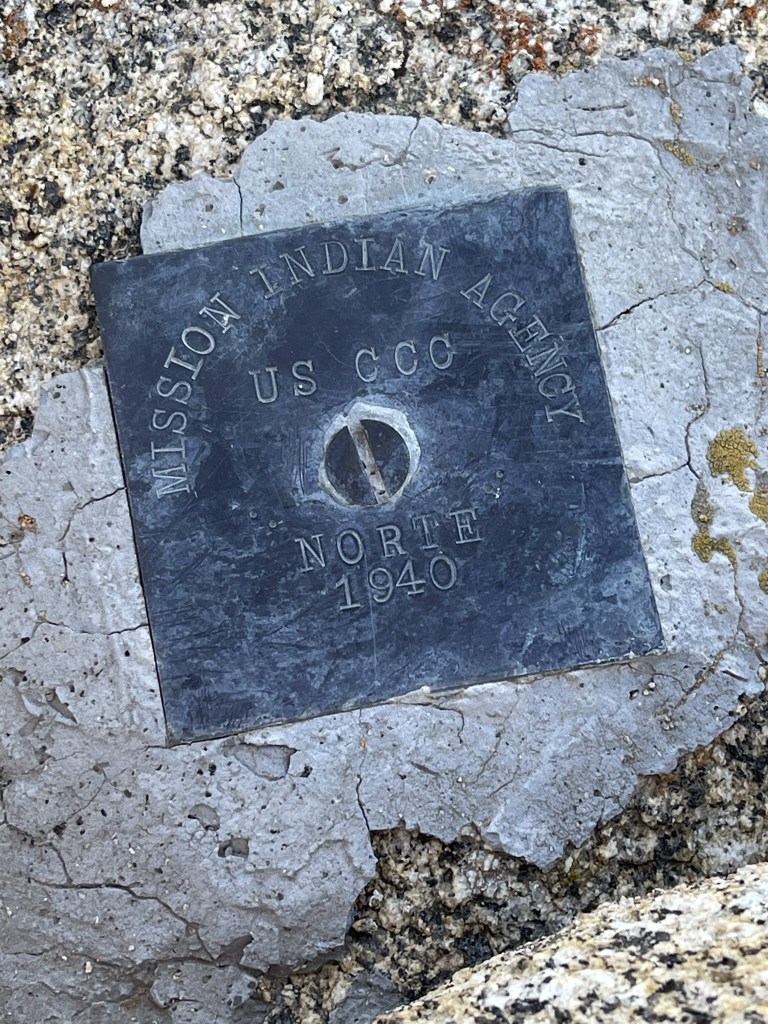 MISSION INDIAN AGENCY
US CCC
NORTE
1940